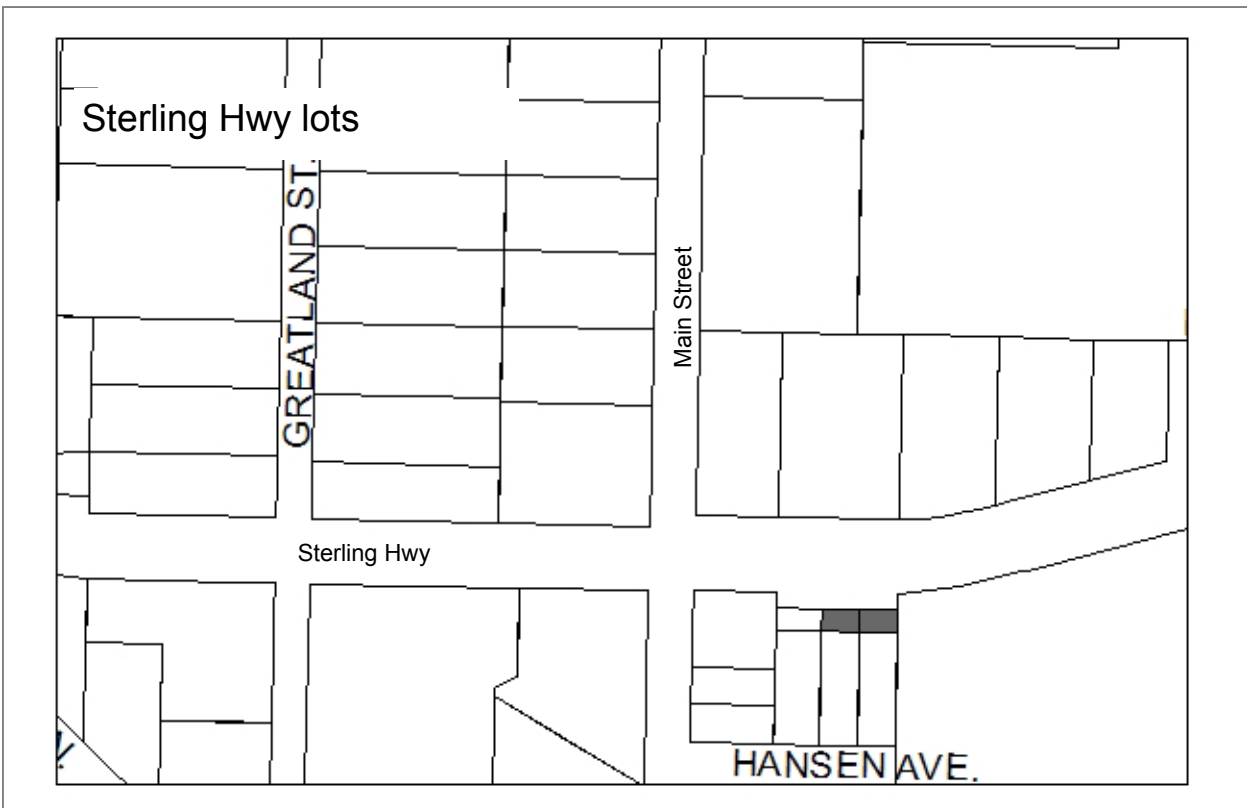 Sterling Hwy lots
GREATLAND ST.
Main Street
Sterling Hwy
HANSEN AVE.